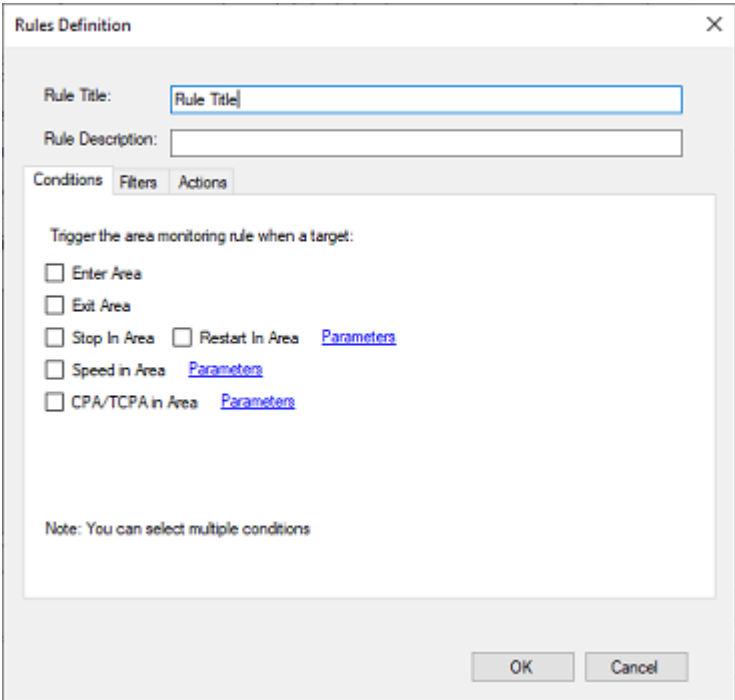 Rules Definition
Rule Title: Rule Title
Rule Description:
Conditions Filters Actions
Trigger the area monitoring rule when a target:
Enter Area
Exit Area
Stop In Area Restart In Area Parameters
Speed in Area Parameters
CPA/TCPA in Area Parameters
Note: You can select multiple conditions
OK Cancel